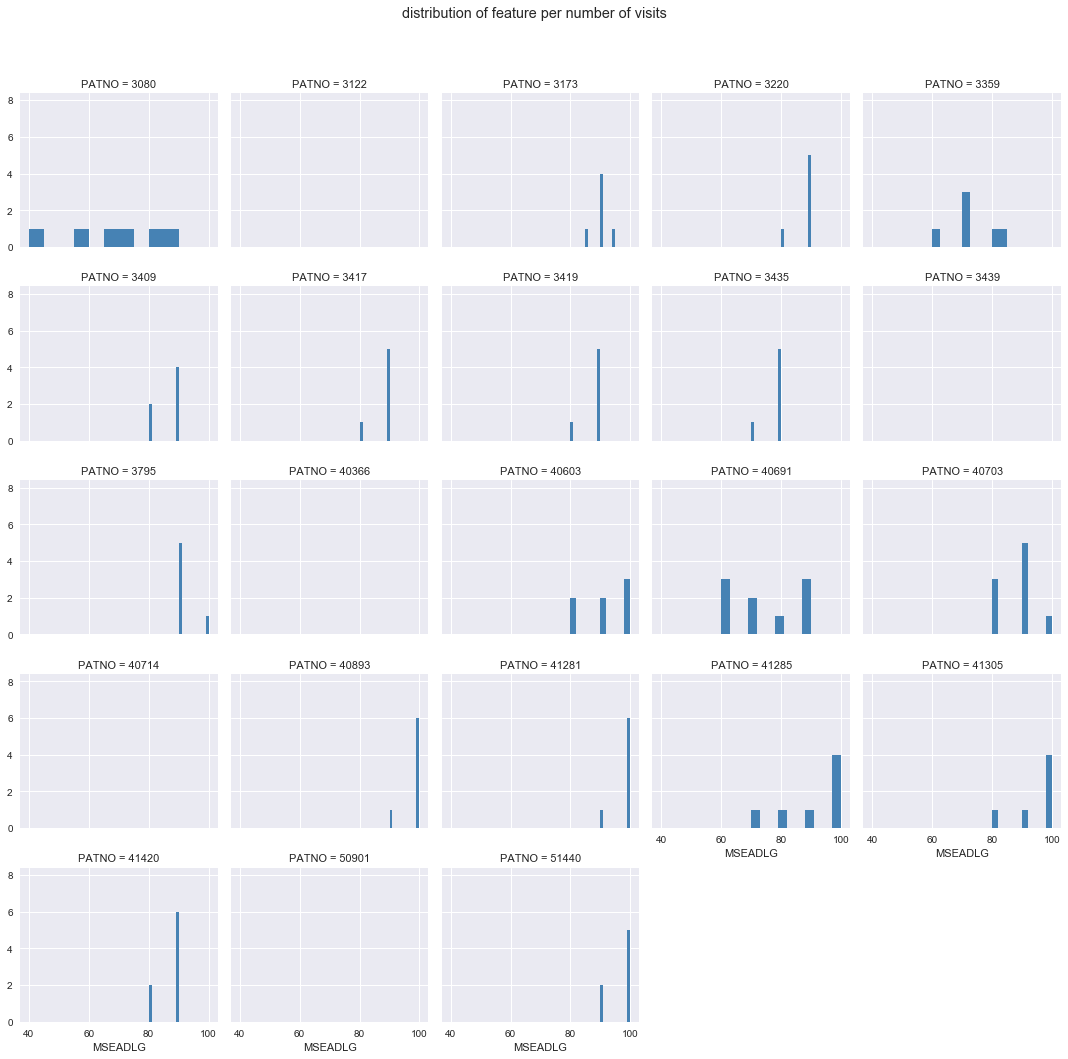 distribution of feature per number of visits
PATNO = 3080 PATNO = 3122 PATNO = 3173 PATNO = 3220 PATNO = 3359
8
6
4
2
0
PATNO = 3409 PATNO = 3417 PATNO = 3419 PATNO = 3435 PATNO = 3439
8
6
4
2
0
PATNO = 3795 PATNO = 40366 PATNO = 40603 PATNO = 40691 PATNO = 40703
8
6
4
2
0
PATNO = 40714 PATNO = 40893 PATNO = 41281 PATNO = 41285 PATNO = 41305
8
6
4
2
0
40 60 80 100 40 60 80 100
MSEADLG MSEADLG
PATNO = 41420 PATNO = 50901 PATNO = 51440
8
6
4
2
0
40 60 80 100 40 60 80 100 40 60 80 100
MSEADLG MSEADLG MSEADLG